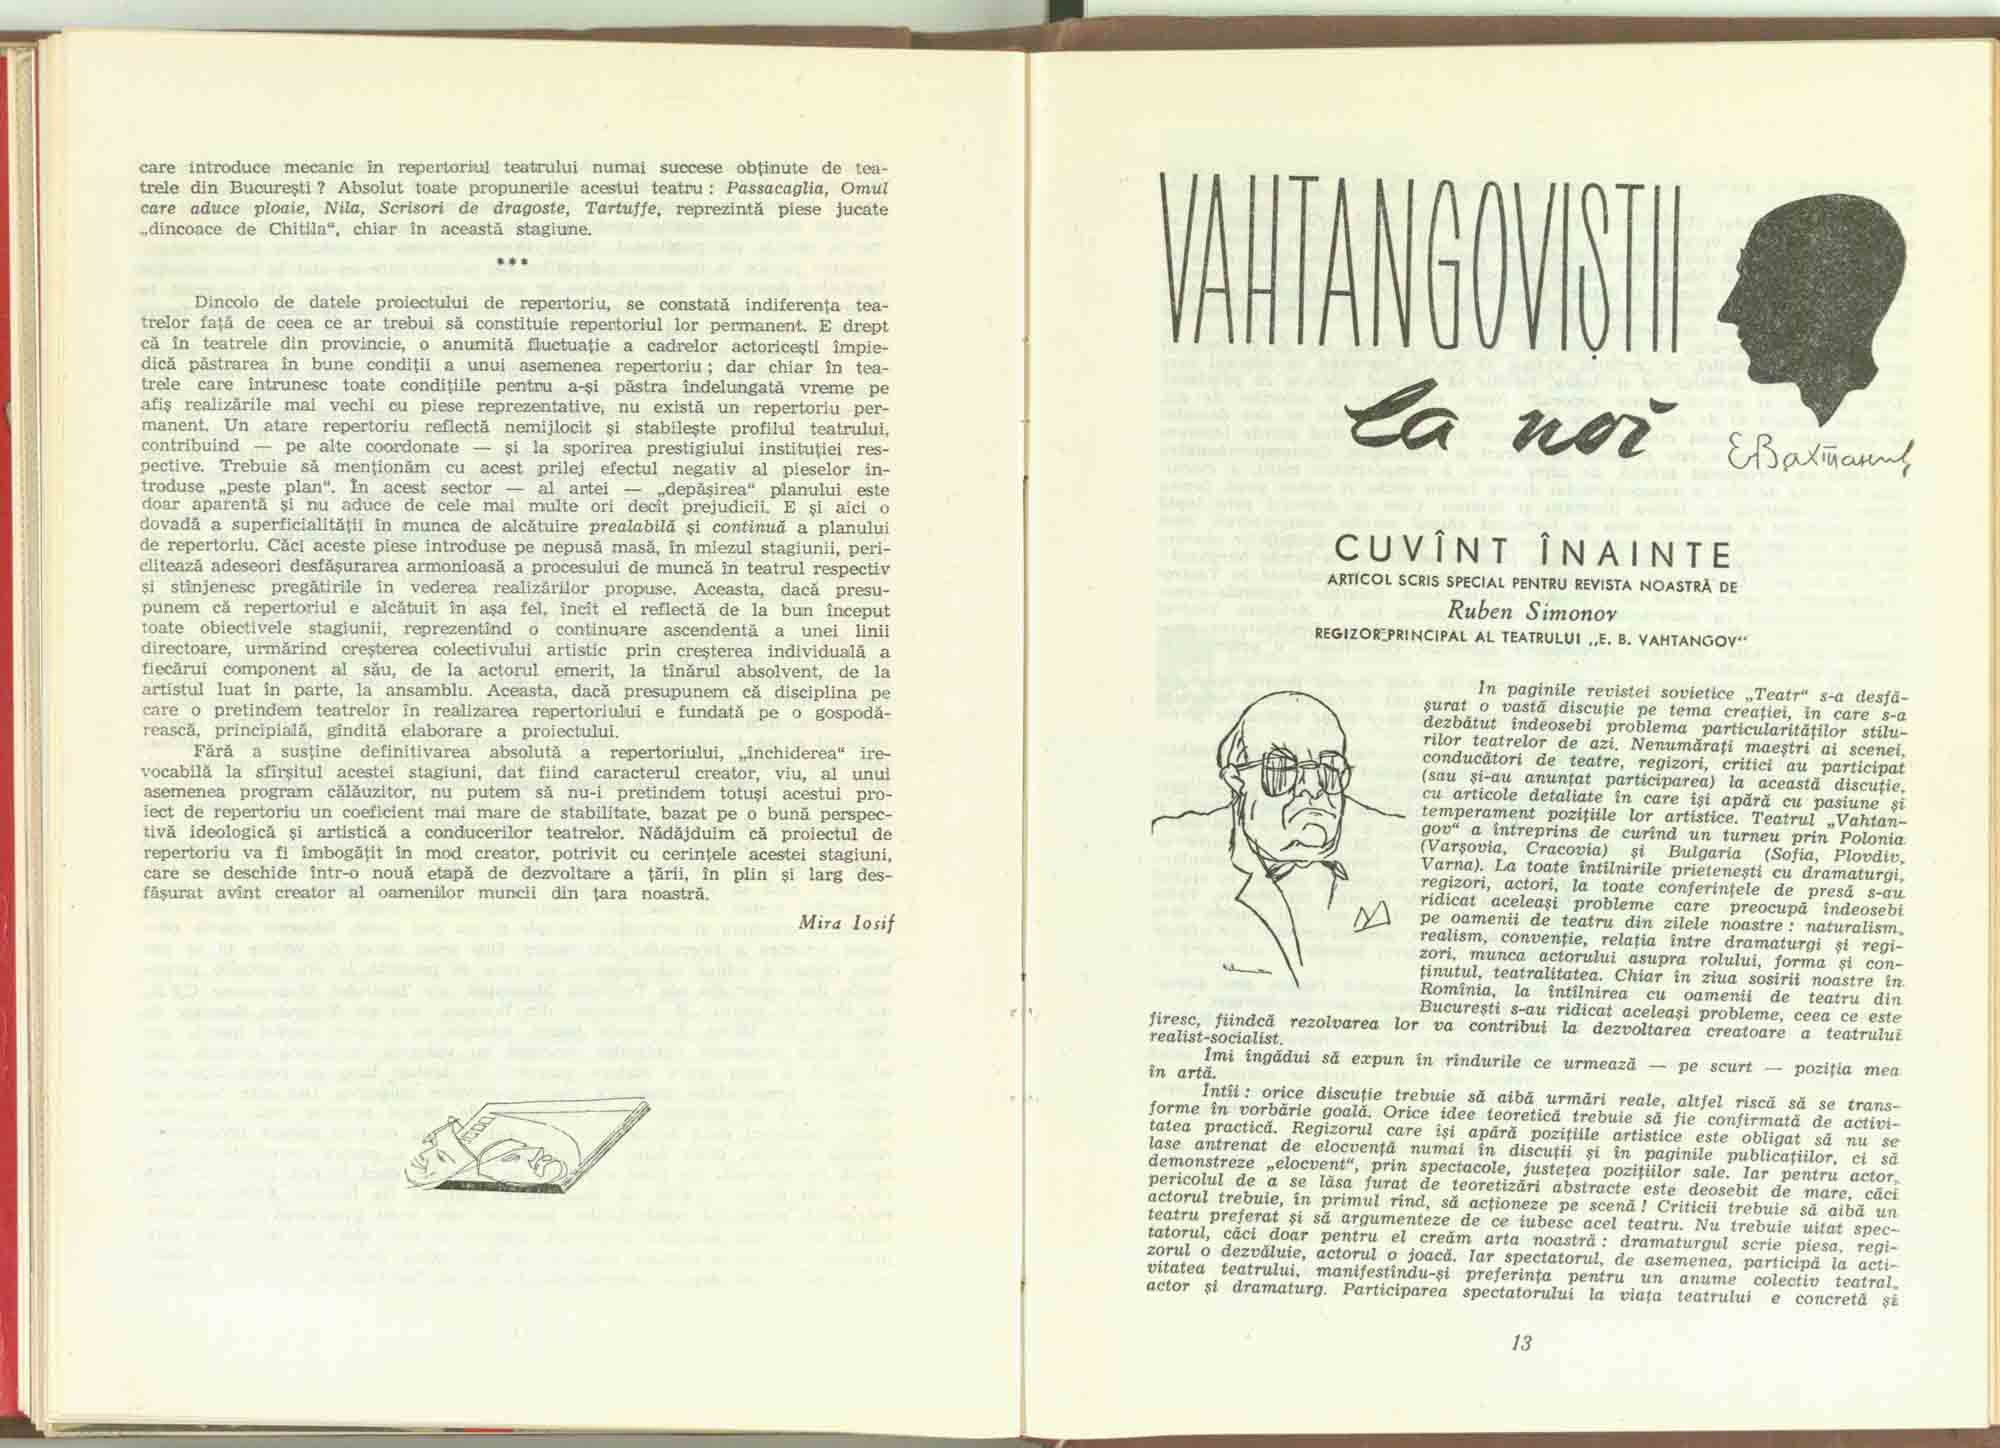 care introduce mecanic în repertoriul teatrului numai succese obținute de tea-
trele din București ? Absolut toate propunerile acestui teatru : Passacaglia, Omul
care aduce ploaie, Nila, Scrisori de dragoste, Tartuffe, reprezintă piese jucate
„dincoace de Chitila“, chiar în această stagiune.
***
Dincolo de datele proiectului de repertoriu, se constată indiferența tea-
trelor față de ceea ce ar trebui să constituie repertoriul lor permanent. E drept
că în teatrele din provincie, o anumită fluctuație a cadrelor actoricești împie-
dică păstrarea în bune condiții a unui asemenea repertoriu ; dar chiar în tea-
trele care întrunesc toate condițiile pentru a-și păstra îndelungată vreme pe
afiș realizările mai vechi cu piese reprezentative, nu există un repertoriu per-
manent. Un atare repertoriu reflectă nemijlocit și stabilește profilul teatrului,
contribuind — pe alte coordonate — și la sporirea prestigiului instituției res-
pective. Trebuie să menționăm cu acest prilej efectul negativ al pieselor in-
troduse „peste plan“. În acest sector — al artei — „depășirea“ planului este
doar aparentă și nu aduce de cele mai multe ori decît prejudicii. E și aici o
dovadă a superficialității în munca de alcătuire prealabilă și continuă a planului
de repertoriu. Căci aceste piese introduse pe nepusă masă, în miezul stagiunii, peri-
clitează adeseori desfășurarea armonioasă a procesului de muncă în teatrul respectiv
și stînjenesc pregătirile în vederea realizărilor propuse. Aceasta, dacă presu-
punem că repertoriul e alcătuit în așa fel, încît el reflectă de la bun început
toate obiectivele stagiunii, reprezentînd o continuare ascendentă a unei linii
directoare, urmărind creșterea colectivului artistic prin creșterea individuală a
fiecărui component al său, de la actorul emerit, la tînărul absolvent, de la
artistul luat în parte, la ansamblu. Aceasta, dacă presupunem că disciplina pe
care o pretindem teatrelor în realizarea repertoriului e fundată pe o gospodă-
rească, principială, gîndită elaborare a proiectului.
Fără a susține definitivarea absolută a repertoriului, „închiderea“ ire-
vocabilă la sfîrșitul acestei stagiuni, dat fiind caracterul creator, viu, al unui
asemenea program călăuzitor, nu putem să nu-i pretindem totuși acestui pro-
iect de repertoriu un coeficient mai mare de stabilitate, bazat pe o bună perspec-
tivă ideologică și artistică a conducerilor teatrelor. Nădăjduim că proiectul de
repertoriu va fi îmbogățit în mod creator, potrivit cu cerințele acestei stagiuni,
care se deschide într-o nouă etapă de dezvoltare a țării, în plin și larg des-
fășurat avînt creator al oamenilor muncii din țara noastră.
Mira Iosif
VAHTANGOVIȘTII
la noi
Е Вахтангов
CUVÎNT ÎNAINTE
ARTICOL SCRIS SPECIAL PENTRU REVISTA NOASTRĂ DE
Ruben Simonov
REGIZOR-PRINCIPAL AL TEATRULUI „E. B. VAHTANGOV“
In paginile revistei sovietice „Teatr“ s-a desfă-
șurat o vastă discuție pe tema creației, în care s-a
dezbătut îndeosebi problema particularităților stilu-
rilor teatrelor de azi. Nenumărați maeștri ai scenei,
conducători de teatre, regizori, critici au participat
(sau și-au anunțat participarea) la această discuție,
cu articole detaliate în care își apără cu pasiune și
temperament pozițiile lor artistice. Teatrul „Vahtan-
gov“ a întreprins de curînd un turneu prin Polonia
(Varșovia, Cracovia) și Bulgaria (Sofia, Plovdiv,
Varna). La toate întîlnirile prietenești cu dramaturgi,
regizori, actori, la toate conferințele de presă s-au
ridicat aceleași probleme care preocupă îndeosebi
pe oamenii de teatru din zilele noastre : naturalism,
realism, convenție, relația între dramaturgi și regi-
zori, munca actorului asupra rolului, forma și con-
ținutul, teatralitatea. Chiar în ziua sosirii noastre în
Romînia, la întîlnirea cu oamenii de teatru din
București s-au ridicat aceleași probleme, ceea ce este
firesc, fiindcă rezolvarea lor va contribui la dezvoltarea creatoare a teatrului
realist-socialist.
Îmi îngădui să expun în rîndurile ce urmează — pe scurt — poziția mea
în artă.
Întîi : orice discuție trebuie să aibă urmări reale, altfel riscă să se trans-
forme în vorbărie goală. Orice idee teoretică trebuie să fie confirmată de activi-
tatea practică. Regizorul care își apără pozițiile artistice este obligat să nu se
lase antrenat de elocvență numai în discuții și în paginile publicațiilor, ci să
demonstreze „elocvent“, prin spectacole, justețea pozițiilor sale. Iar pentru actor,
pericolul de a se lăsa furat de teoretizări abstracte este deosebit de mare, căci
actorul trebuie, în primul rînd, să acționeze pe scenă ! Criticii trebuie să aibă un
teatru preferat și să argumenteze de ce iubesc acel teatru. Nu trebuie uitat spec-
tatorul, căci doar pentru el creăm arta noastră : dramaturgul scrie piesa, regi-
zorul o dezvăluie, actorul o joacă. Iar spectatorul, de asemenea, participă la acti-
vitatea teatrului, manifestîndu-și preferința pentru un anume colectiv teatral,
actor și dramaturg. Participarea spectatorului la viața teatrului e concretă și
13